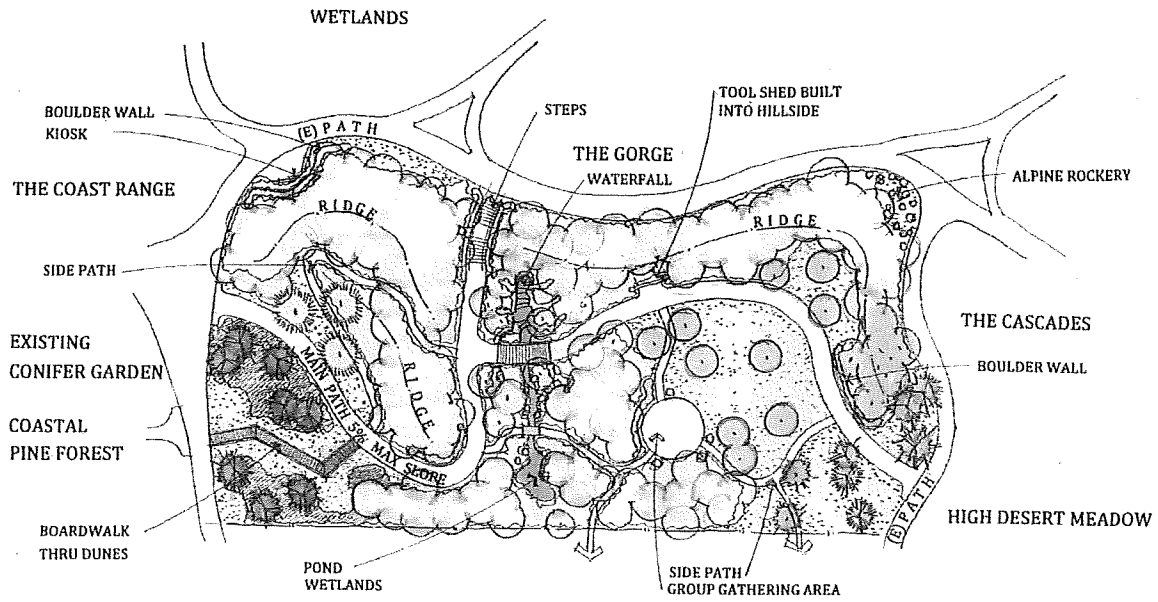 WETLANDS
BOULDER WALL
KIOSK
(E) PATH
STEPS
TOOL SHED BUILT
INTO HILLSIDE
THE GORGE
WATERFALL
THE COAST RANGE
ALPINE ROCKERY
RIDGE
RIDGE
SIDE PATH
EXISTING
CONIFER GARDEN
THE CASCADES
BOULDER WALL
MAIN PATH 5% MAX SLOPE
RIDGE
COASTAL
PINE FOREST
BOARDWALK
THRU DUNES
POND
WETLANDS
SIDE PATH
GROUP GATHERING AREA
(E) PATH
HIGH DESERT MEADOW